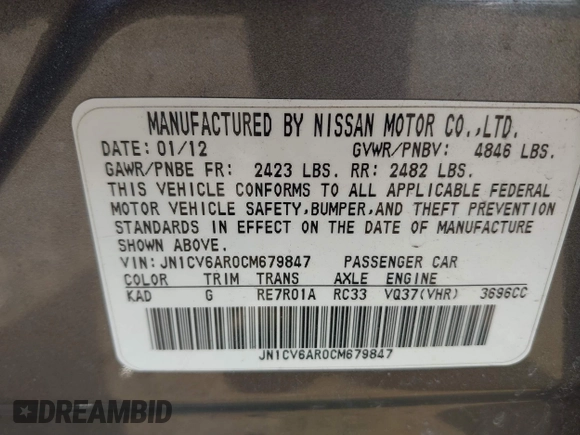 MANUFACTURED BY NISSAN MOTOR CO.,LTD.
DATE: 01/12 GVWR/PNBV: 4846 LBS.
GAWR/PNBE FR: 2423 LBS. RR: 2482 LBS.
THIS VEHICLE CONFORMS TO ALL APPLICABLE FEDERAL
MOTOR VEHICLE SAFETY,BUMPER,AND THEFT PREVENTION
STANDARDS IN EFFECT ON THE DATE OF MANUFACTURE
SHOWN ABOVE.
VIN: JN1CV6AR0CM679847 PASSENGER CAR
COLOR TRIM TRANS AXLE ENGINE
KAD G RE7R01A RC33 VQ37(VHR) 3696CC
JN1CV6AR0CM679847
DREAMBID